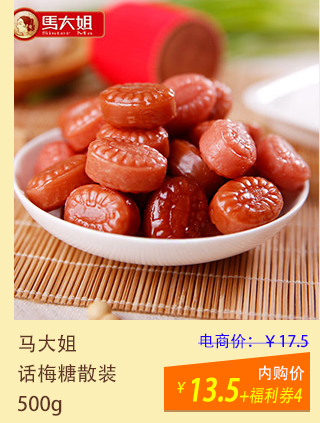 馬大姐
Sister Ma
马大姐
话梅糖散装
500g
电商价：￥17.5
内购价
￥13.5+福利券4